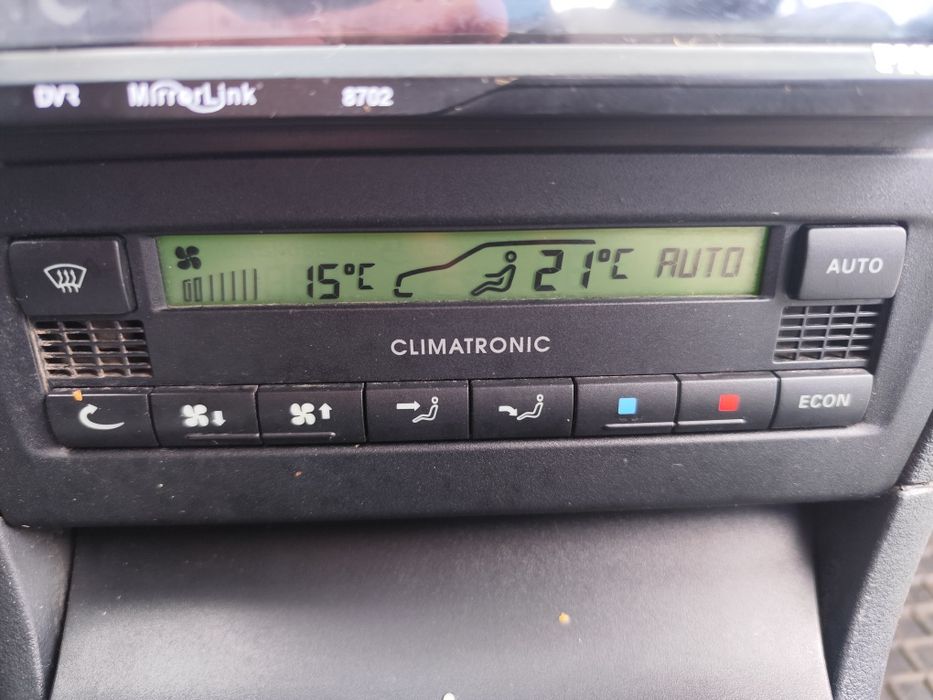 DVR MirrorLink 8702
15°C 21°C AUTO
AUTO
CLIMATRONIC
ECON